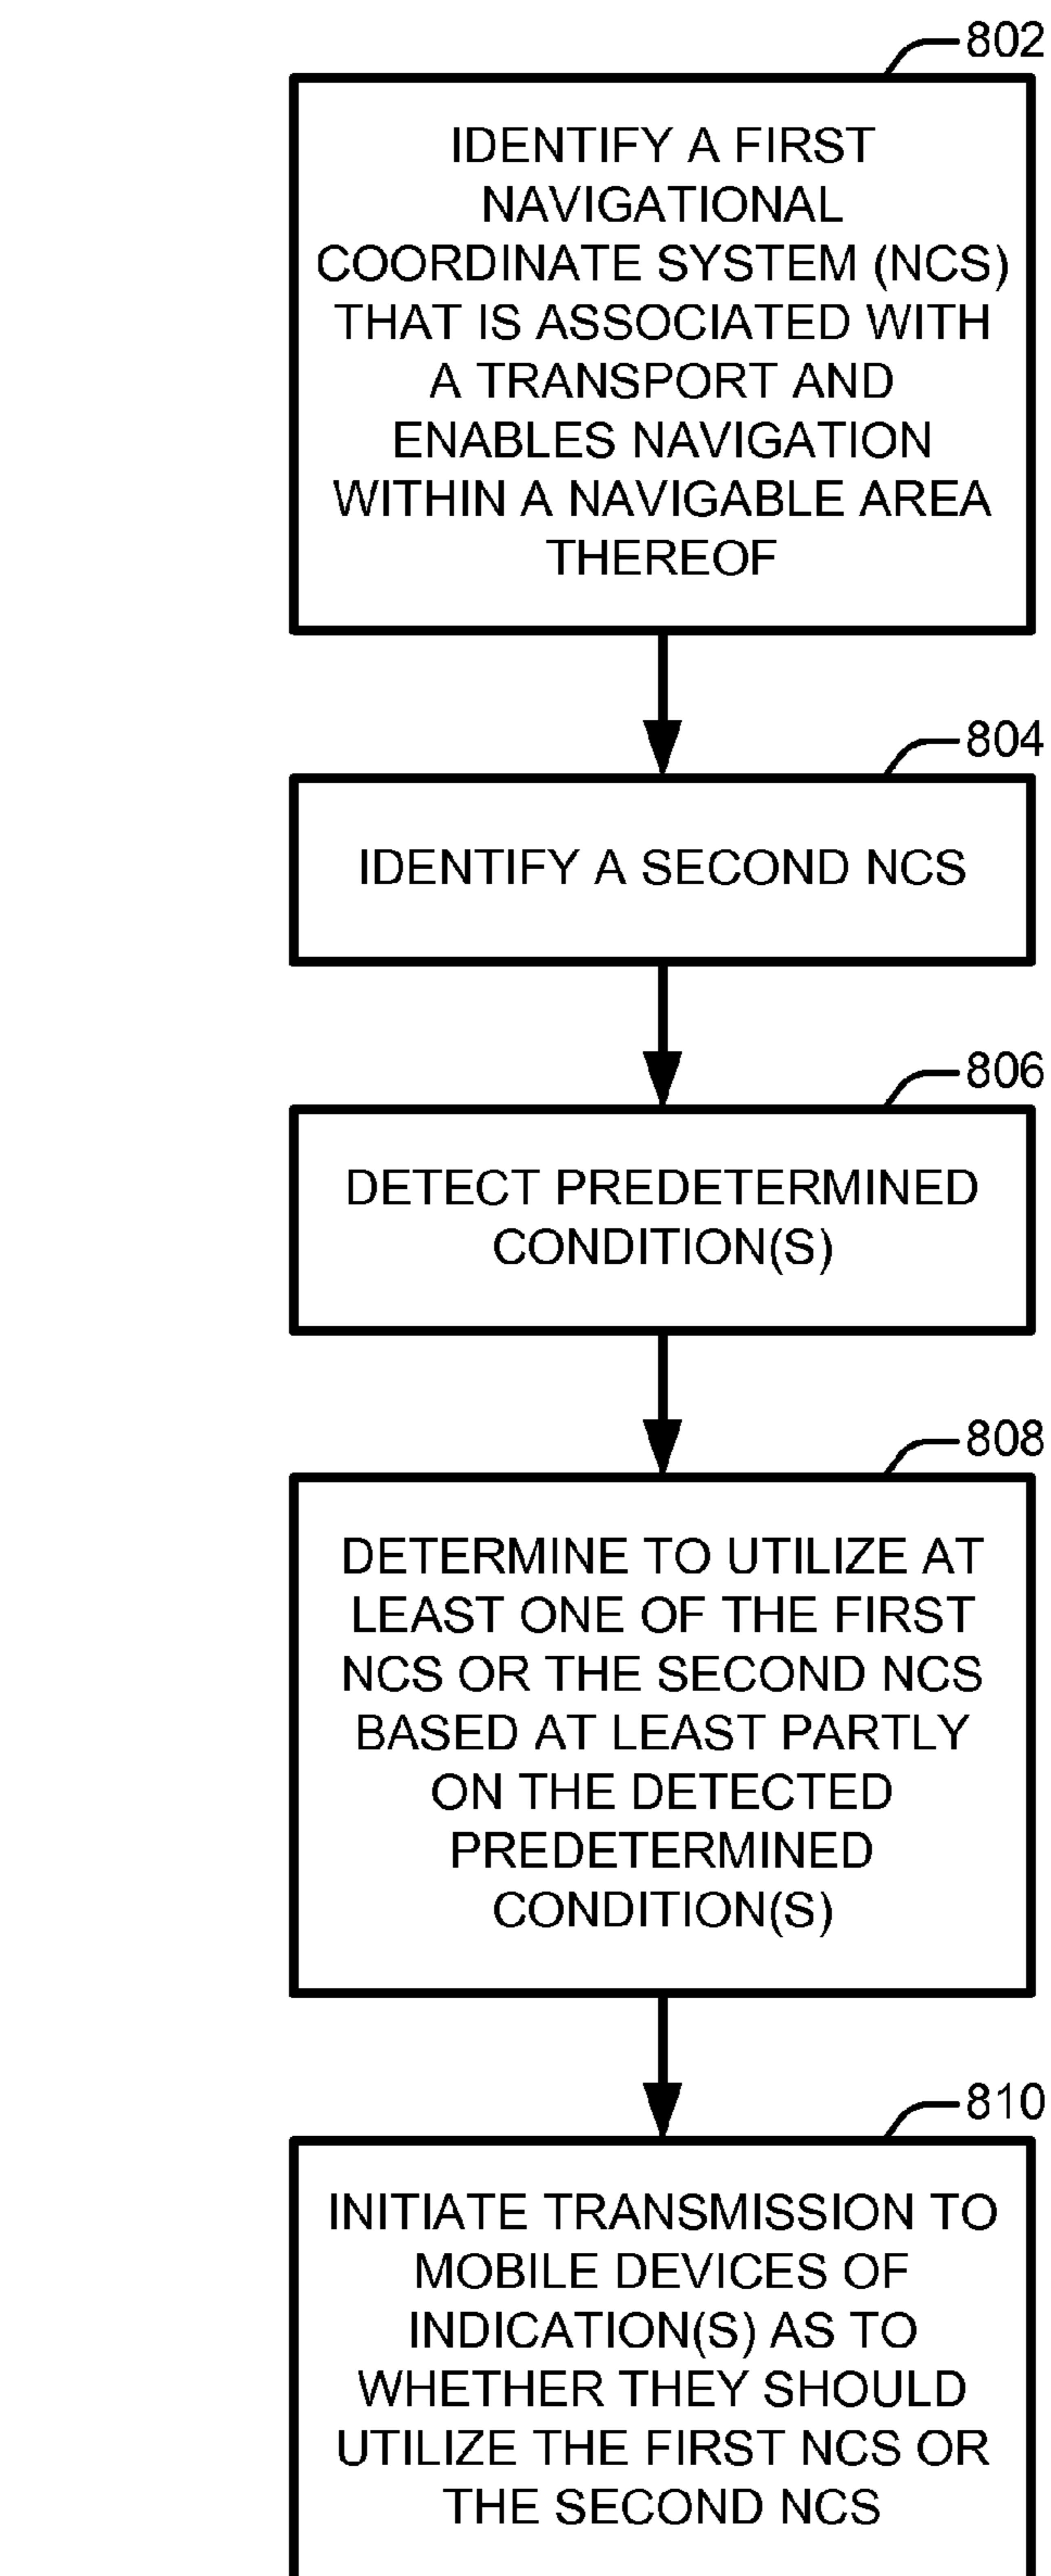 802
IDENTIFY A FIRST
NAVIGATIONAL
COORDINATE SYSTEM (NCS)
THAT IS ASSOCIATED WITH
A TRANSPORT AND
ENABLES NAVIGATION
WITHIN A NAVIGABLE AREA
THEREOF
804
IDENTIFY A SECOND NCS
806
DETECT PREDETERMINED
CONDITION(S)
808
DETERMINE TO UTILIZE AT
LEAST ONE OF THE FIRST
NCS OR THE SECOND NCS
BASED AT LEAST PARTLY
ON THE DETECTED
PREDETERMINED
CONDITION(S)
810
INITIATE TRANSMISSION TO
MOBILE DEVICES OF
INDICATION(S) AS TO
WHETHER THEY SHOULD
UTILIZE THE FIRST NCS OR
THE SECOND NCS